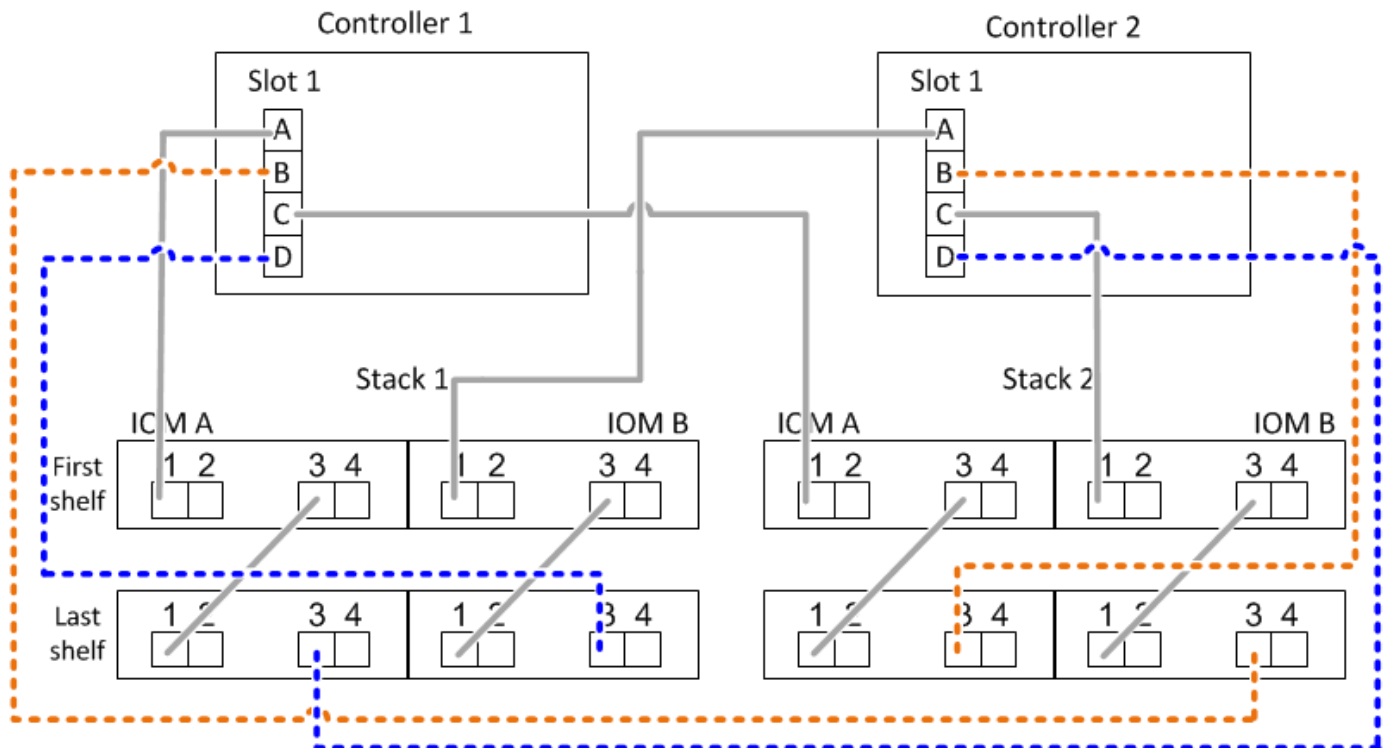 Controller 1
Controller 2
Slot 1
Slot 1
A
A
B
B
C
C
D
D
Stack 1
Stack 2
IOM A
IOM B
IOM A
IOM B
First shelf
1 2 3 4 1 2 3 4 1 2 3 4 1 2 3 4
Last shelf
1 2 3 4 1 2 3 4 1 2 3 4 1 2 3 4